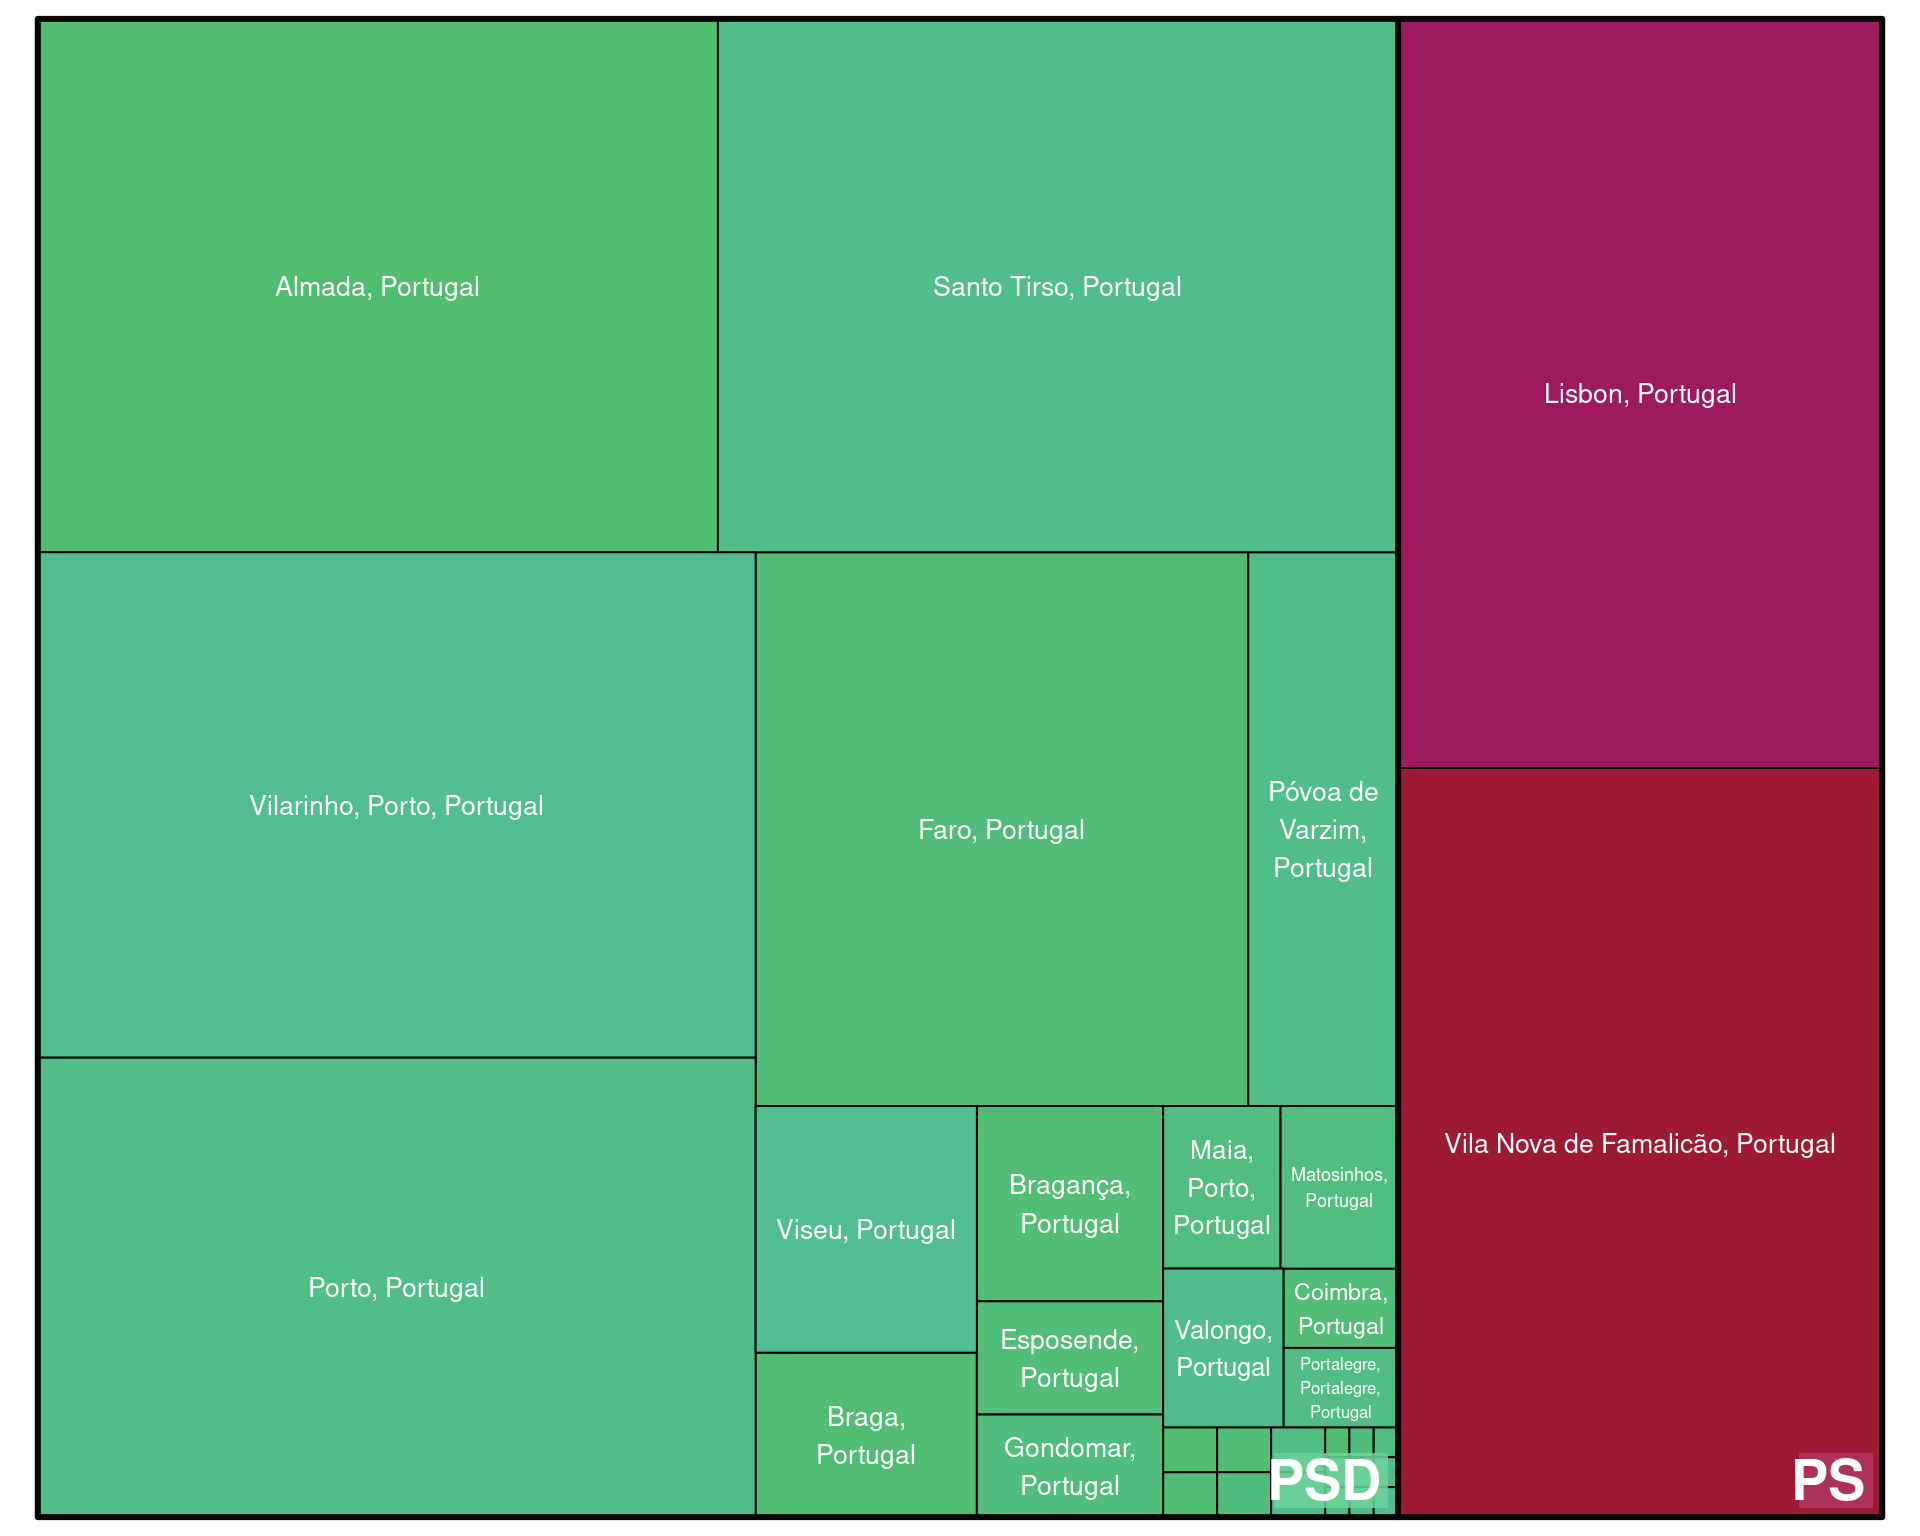 Almada, Portugal
Santo Tirso, Portugal
Lisbon, Portugal
Vilarinho, Porto, Portugal
Faro, Portugal
Póvoa de
Varzim,
Portugal
Vila Nova de Famalicão, Portugal
Porto, Portugal
Viseu, Portugal
Bragança,
Portugal
Maia,
Porto,
Portugal
Matosinhos,
Portugal
Esposende,
Portugal
Valongo,
Portugal
Coimbra,
Portugal
Portalegre,
Portalegre,
Portugal
Braga,
Portugal
Gondomar,
Portugal
PSD
PS